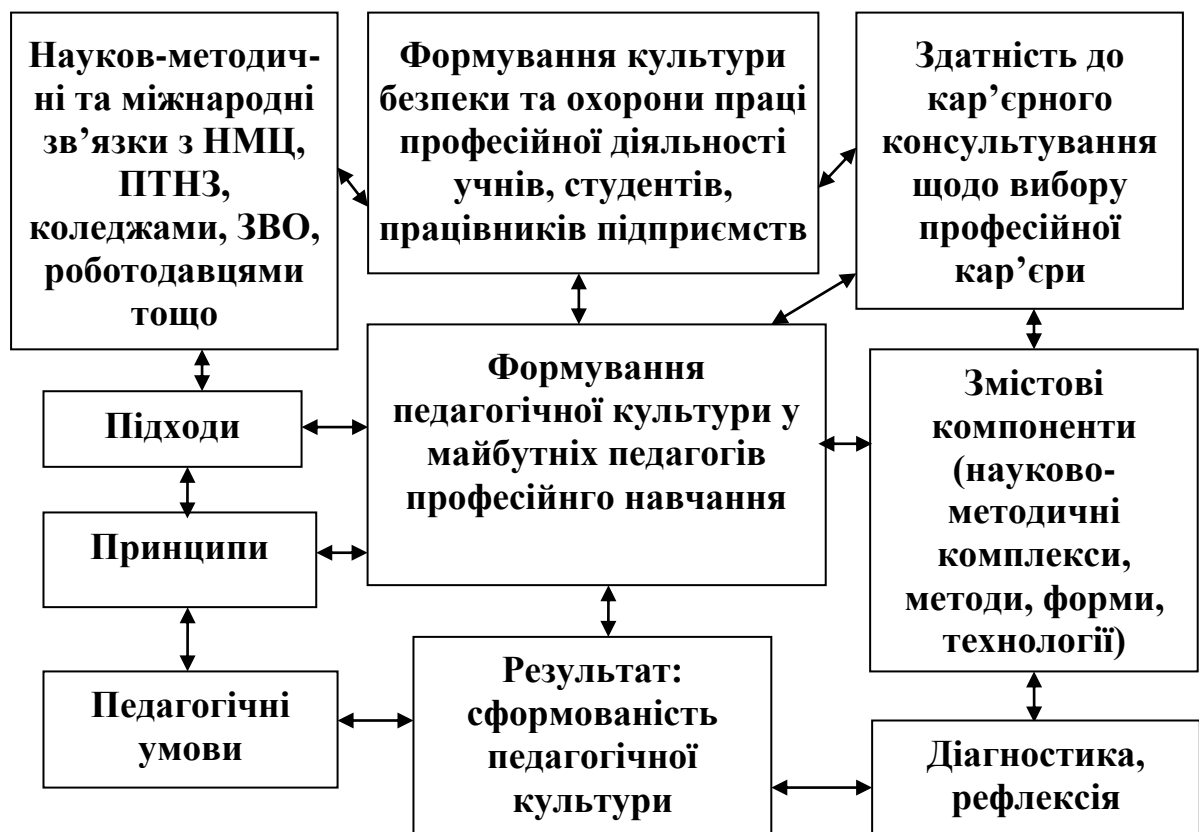 Науков-методич-
ні та міжнародні
зв’язки з НМЦ,
ПТНЗ,
коледжами, ЗВО,
роботодавцями
тощо
Формування культури
безпеки та охорони праці
професійної діяльності
учнів, студентів,
працівників підприємств
Здатність до
кар’єрного
консультування
щодо вибору
професійної
кар’єри
Підходи
Формування
педагогічної культури у
майбутніх педагогів
професійнго навчання
Змістові
компоненти
(науково-
методичні
комплекси,
методи, форми,
технології)
Принципи
Педагогічні
умови
Результат:
сформованість
педагогічної
культури
Діагностика,
рефлексія